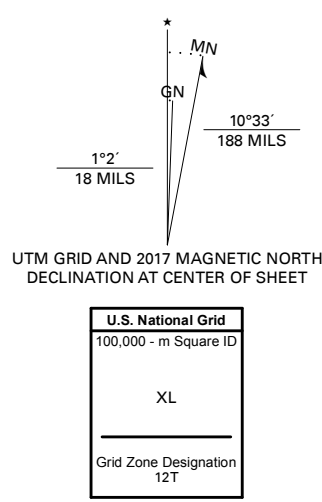 ★
MN
GN
10°33´
188 MILS
1°2´
18 MILS
UTM GRID AND 2017 MAGNETIC NORTH
DECLINATION AT CENTER OF SHEET
U.S. National Grid
100,000 - m Square ID
XL
Grid Zone Designation
12T